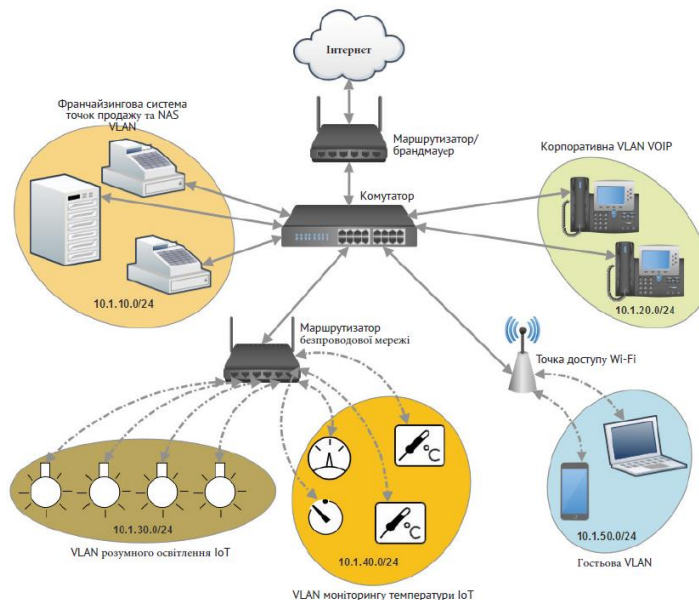 Інтернет
Франчайзингова система
точок продажу та NAS
VLAN
Маршрутизатор/
брандмауер
Корпоративна VLAN VOIP
Комутатор
10.1.10.0/24
10.1.20.0/24
Маршрутизатор
безпроводової мережі
Точка доступу Wi-Fi
°C
°C
10.1.30.0/24
10.1.40.0/24
10.1.50.0/24
VLAN розумного освітлення IoT
Гостьова VLAN
VLAN моніторингу температури IoT